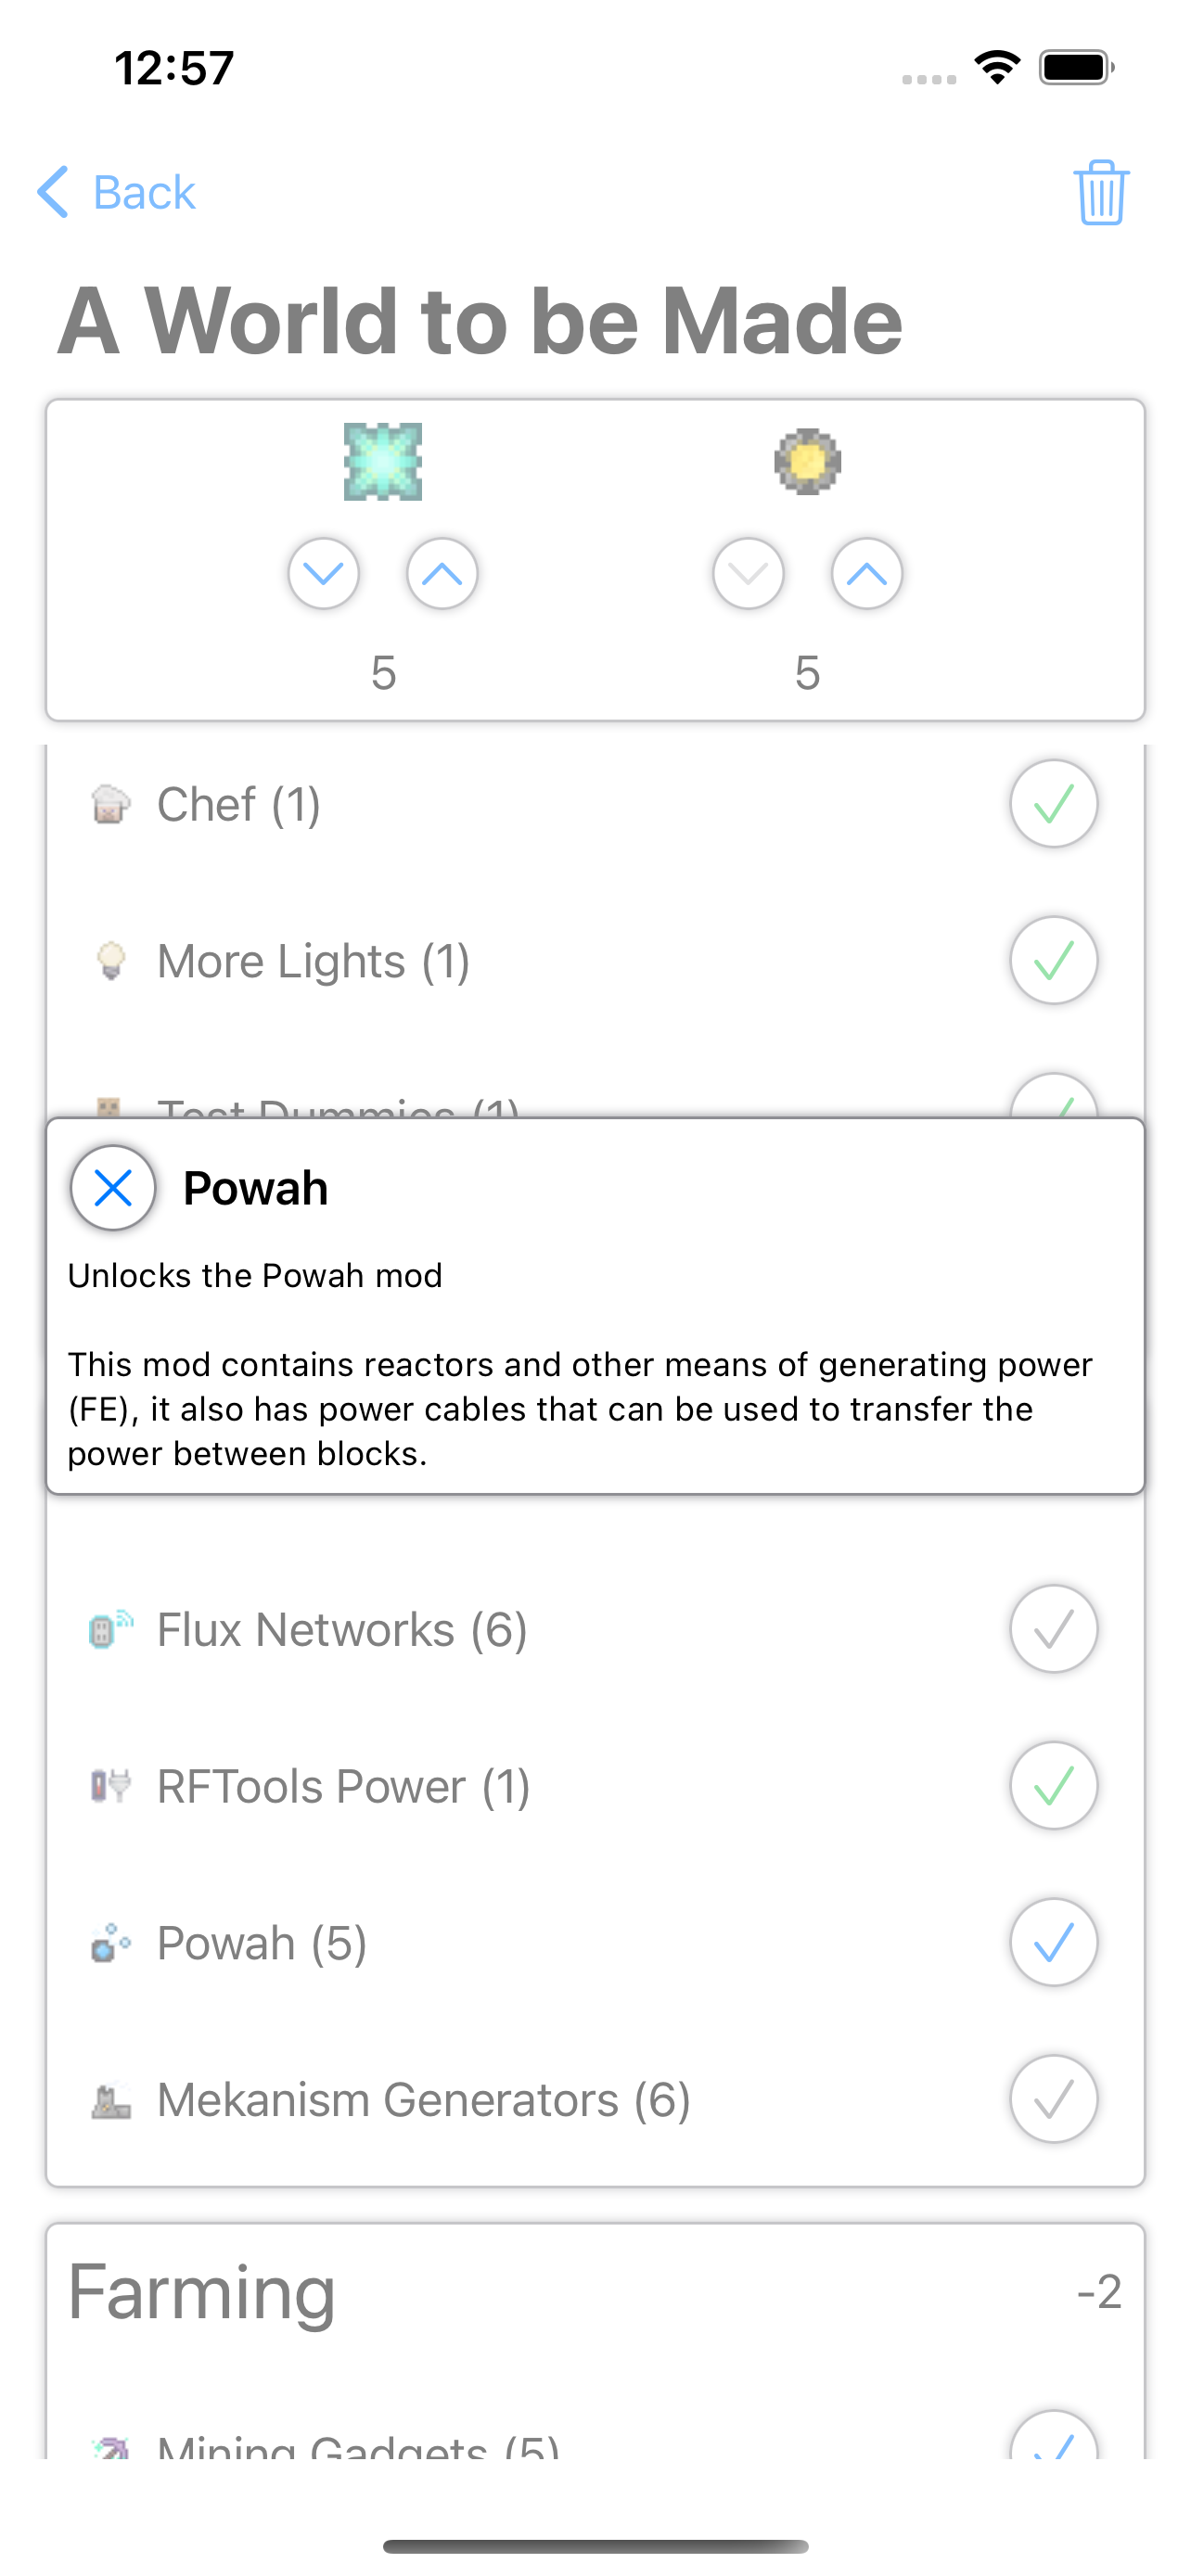 12:57
Back
A World to be Made
5 5
Chef (1)
More Lights (1)
Test Dummies (1)
Powah
Unlocks the Powah mod
This mod contains reactors and other means of generating power
(FE), it also has power cables that can be used to transfer the
power between blocks.
Flux Networks (6)
RFTools Power (1)
Powah (5)
Mekanism Generators (6)
Farming -2
Mining Gadgets (5)